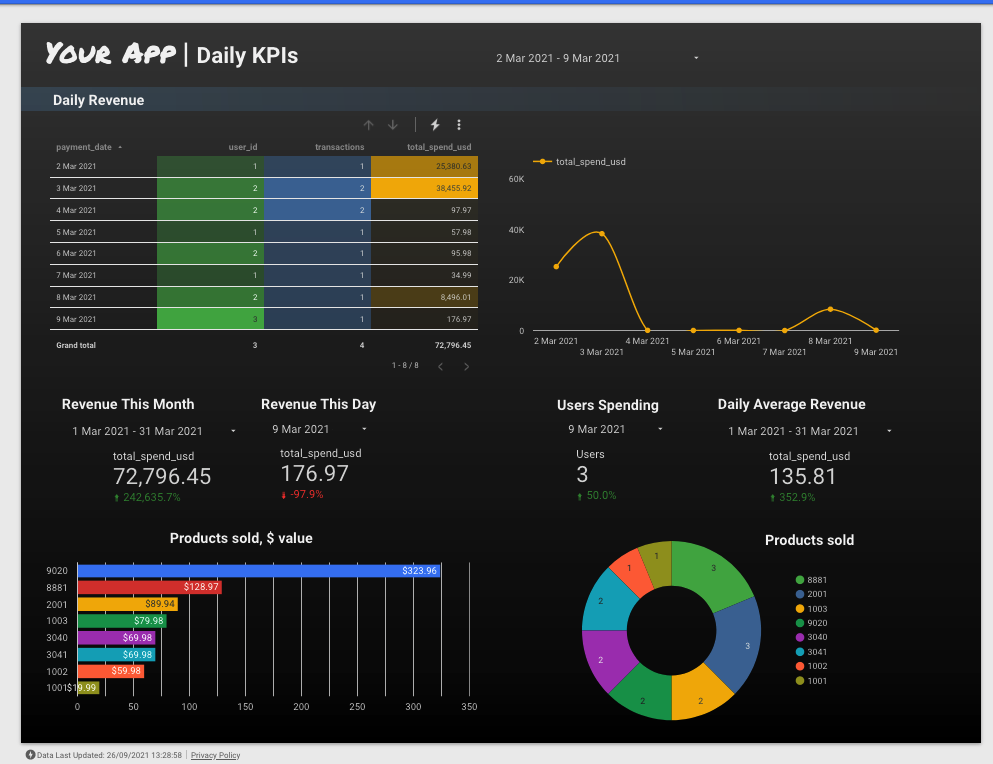 Your App | Daily KPIs
2 Mar 2021 - 9 Mar 2021
Daily Revenue
payment_date user_id transactions total_spend_usd
2 Mar 2021 1 1 25,380.63
3 Mar 2021 2 2 38,455.92
4 Mar 2021 2 2 97.97
5 Mar 2021 1 1 57.98
6 Mar 2021 2 1 95.98
7 Mar 2021 1 1 34.99
8 Mar 2021 2 1 8,496.01
9 Mar 2021 3 1 176.97
Grand total 3 4 72,796.45
1 - 8 / 8
total_spend_usd
60K
40K
20K
0
2 Mar 2021 4 Mar 2021 6 Mar 2021 8 Mar 2021
3 Mar 2021 5 Mar 2021 7 Mar 2021 9 Mar 2021
Revenue This Month
1 Mar 2021 - 31 Mar 2021
total_spend_usd
72,796.45
242,635.7%
Revenue This Day
9 Mar 2021
total_spend_usd
176.97
-97.9%
Users Spending
9 Mar 2021
Users
3
50.0%
Daily Average Revenue
1 Mar 2021 - 31 Mar 2021
total_spend_usd
135.81
352.9%
Products sold, $ value
9020 $323.96
8881 $128.97
2001 $89.94
1003 $79.98
3040 $69.98
3041 $69.98
1002 $59.98
1001 $19.99
0 50 100 150 200 250 300 350
Products sold
3
3
2
2
2
2
1
1
8881
2001
1003
9020
3040
3041
1002
1001
Data Last Updated: 26/09/2021 13:28:58 | Privacy Policy